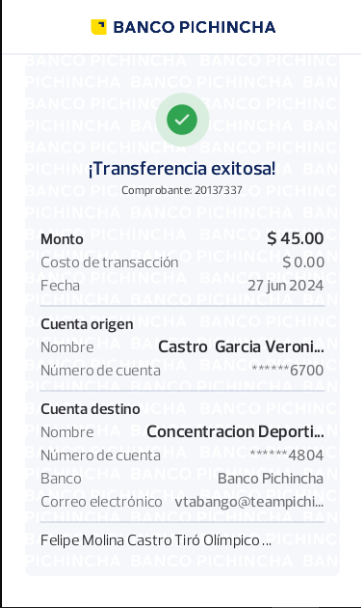 BANCO PICHINCHA
¡Transferencia exitosa!
Comprobante: 20137337
Monto $ 45.00
Costo de transacción $ 0.00
Fecha 27 jun 2024
Cuenta origen
Nombre Castro Garcia Veroni...
Número de cuenta ******6700
Cuenta destino
Nombre Concentracion Deporti...
Número de cuenta ******4804
Banco Banco Pichincha
Correo electrónico vtabango@teampichi...
Felipe Molina Castro Tiró Olímpico ...